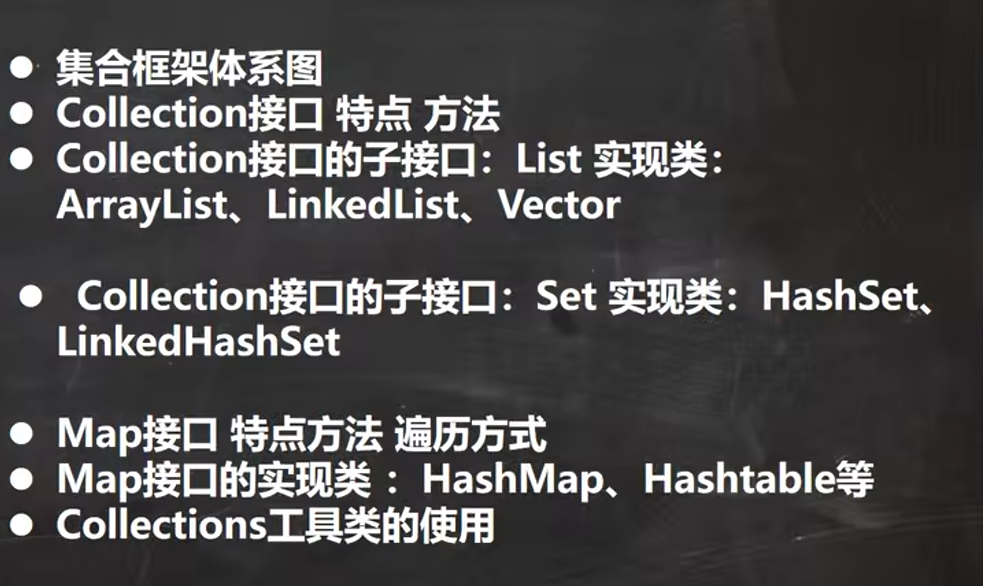 ● 集合框架体系图
● Collection接口 特点 方法
● Collection接口的子接口：List 实现类：
ArrayList、LinkedList、Vector
● Collection接口的子接口：Set 实现类：HashSet、
LinkedHashSet
● Map接口 特点方法 遍历方式
● Map接口的实现类 ：HashMap、Hashtable等
● Collections工具类的使用